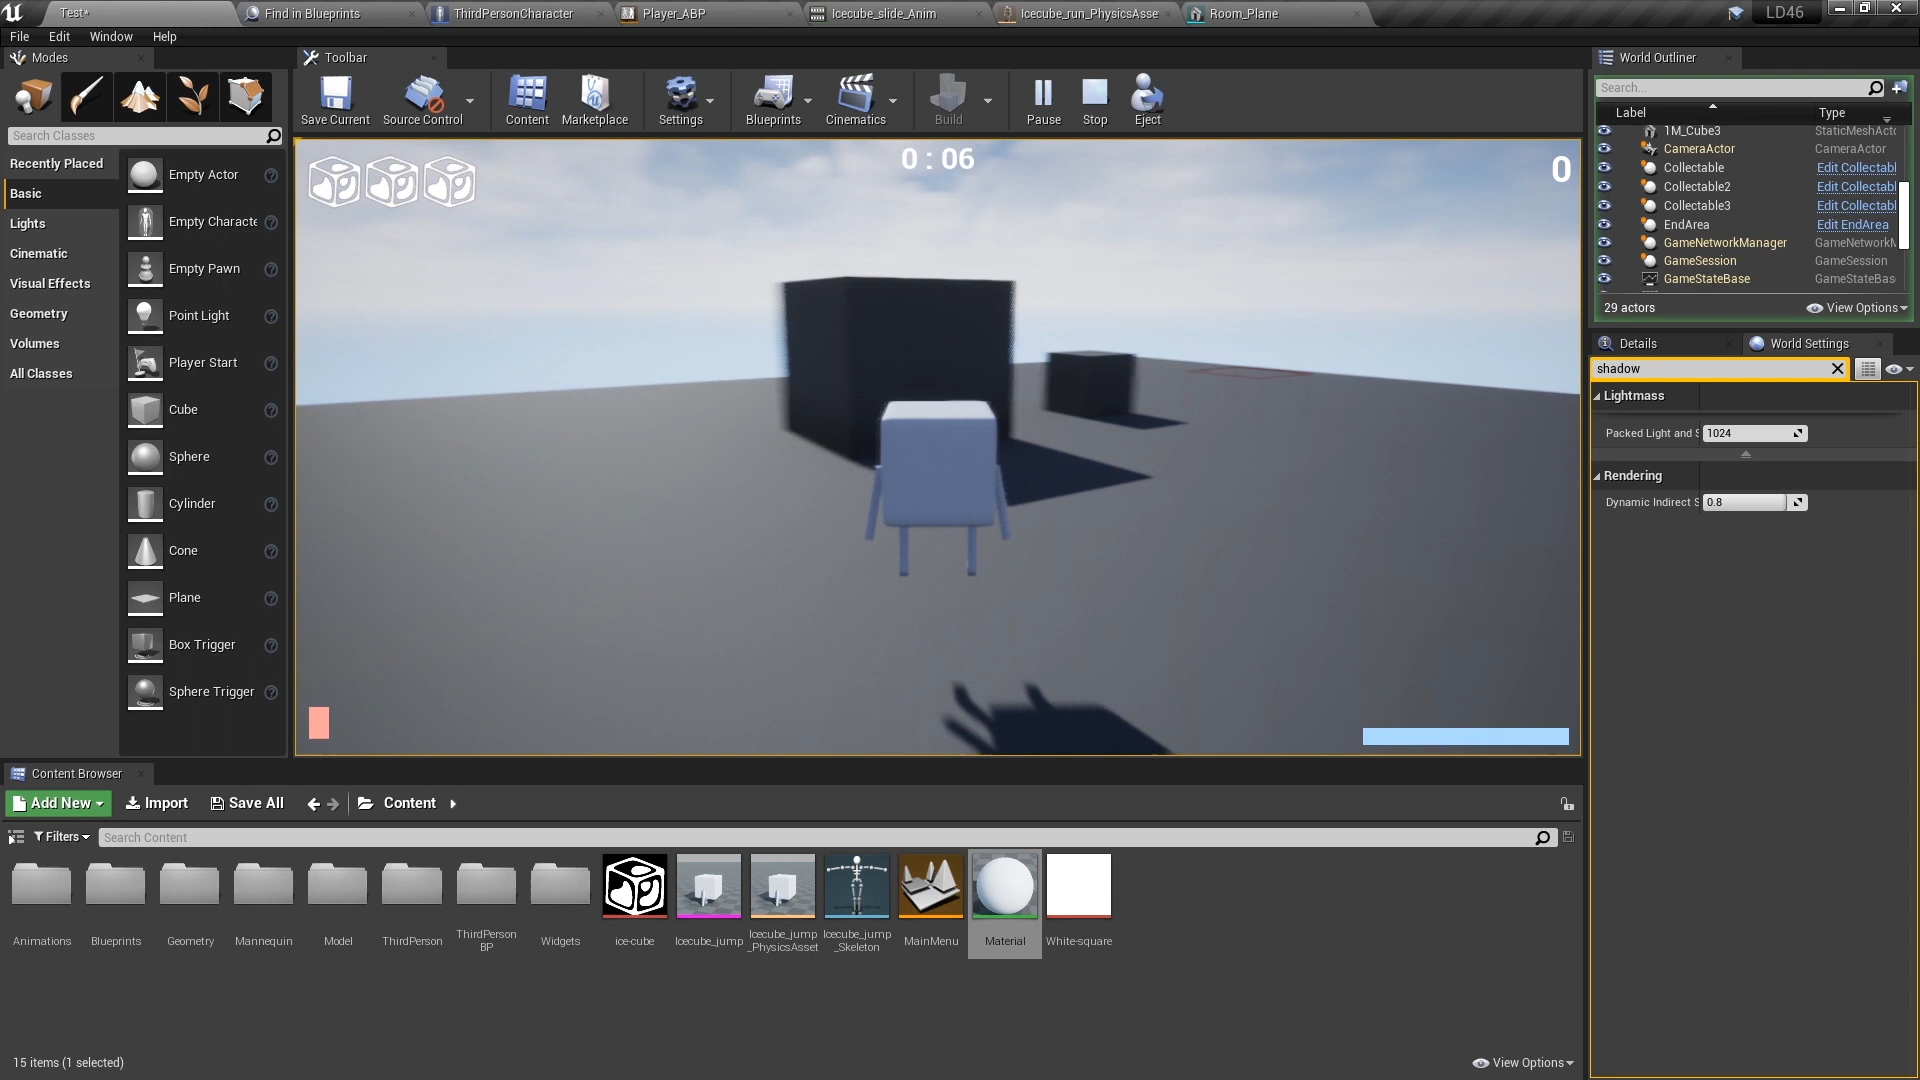 Test*
Find in Blueprints
ThirdPersonCharacter
Player_ABP
Icecube_slide_Anim
Icecube_run_PhysicsAsse
Room_Plane
LD46
File Edit Window Help
Modes
Toolbar
World Outliner
Save Current
Source Control
Content
Marketplace
Settings
Blueprints
Cinematics
Build
Pause
Stop
Eject
Search Classes
Recently Placed
Basic
Lights
Cinematic
Visual Effects
Geometry
Volumes
All Classes
Empty Actor
Empty Characte
Empty Pawn
Point Light
Player Start
Cube
Sphere
Cylinder
Cone
Plane
Box Trigger
Sphere Trigger
0 : 06
0
Search...
Label Type
1M_Cube3 StaticMeshActo
CameraActor CameraActor
Collectable Edit Collectabl
Collectable2 Edit Collectabl
Collectable3 Edit Collectabl
EndArea Edit EndArea
GameNetworkManager GameNetworkM
GameSession GameSession
GameStateBase GameStateBas
29 actors
View Options
Details
World Settings
shadow
Lightmass
Packed Light and S 1024
Rendering
Dynamic Indirect S 0.8
Content Browser
Add New
Import
Save All
Content
Filters
Search Content
Animations
Blueprints
Geometry
Mannequin
Model
ThirdPerson
ThirdPerson
BP
Widgets
ice-cube
Icecube_jump
Icecube_jump
_PhysicsAsset
Icecube_jump
_Skeleton
MainMenu
Material
White-square
15 items (1 selected)
View Options